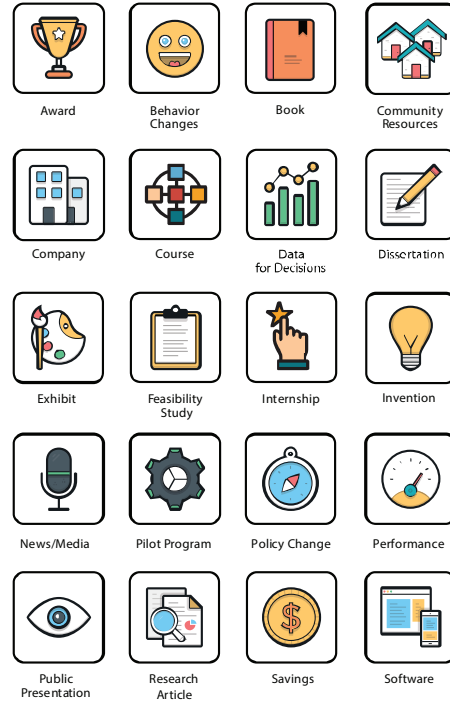 Award
Behavior
Changes
Book
Community
Resources
Company
Course
Data
for Decisions
Dissertation
Exhibit
Feasibility
Study
Internship
Invention
News/Media
Pilot Program
Policy Change
Performance
Public
Presentation
Research
Article
Savings
Software